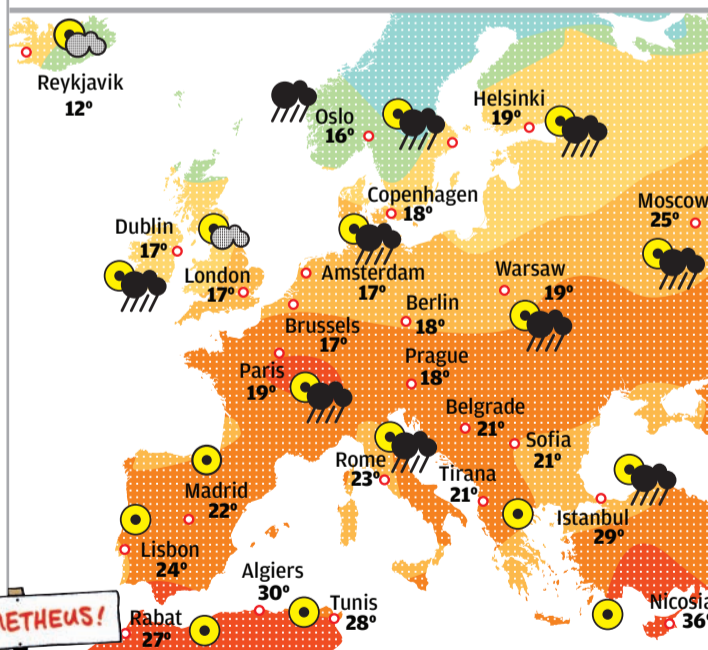 Reykjavik
12º
Oslo
16º
Helsinki
19º
Copenhagen
18º
Moscow
25º
Dublin
17º
London
17º
Amsterdam
17º
Warsaw
19º
Berlin
18º
Brussels
17º
Paris
19º
Prague
18º
Belgrade
21º
Sofia
21º
Rome
23º
Tirana
21º
Istanbul
29º
Madrid
22º
Lisbon
24º
Algiers
30º
Tunis
28º
Rabat
27º
Nicosia
36º
ETHEUS!